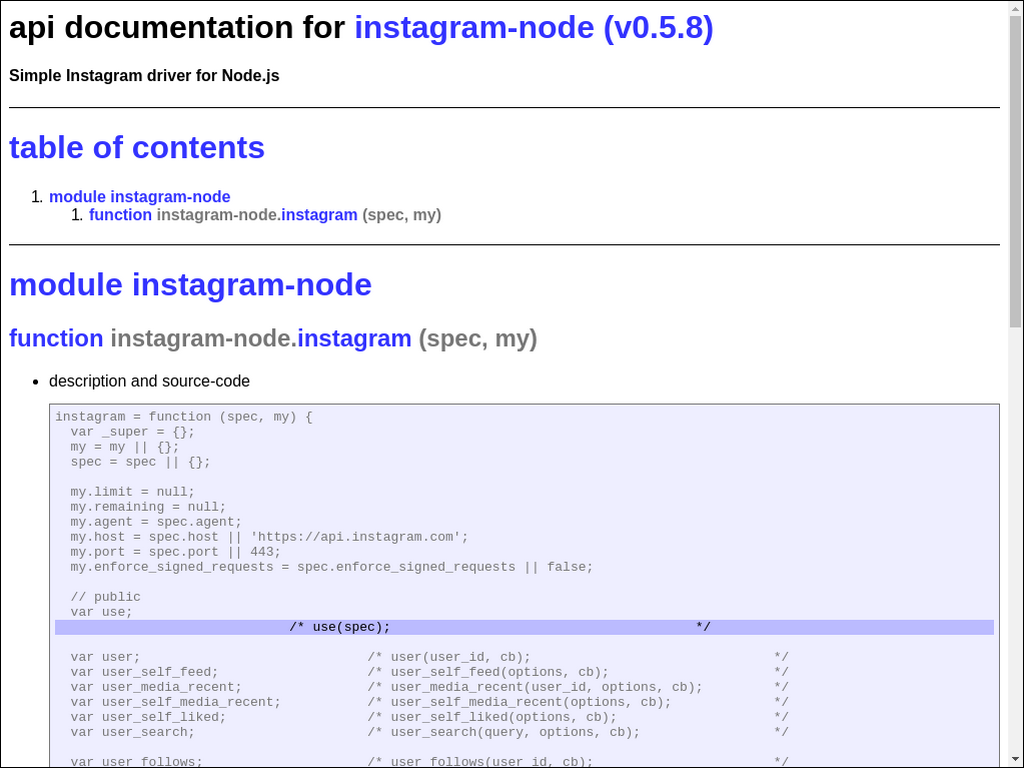 api documentation for instagram-node (v0.5.8)
Simple Instagram driver for Node.js
table of contents
1. module instagram-node
1. function instagram-node.instagram (spec, my)
module instagram-node
function instagram-node.instagram (spec, my)
• description and source-code
instagram = function (spec, my) {
  var _super = {};
  my = my || {};
  spec = spec || {};
  my.limit = null;
  my.remaining = null;
  my.agent = spec.agent;
  my.host = spec.host || 'https://api.instagram.com';
  my.port = spec.port || 443;
  my.enforce_signed_requests = spec.enforce_signed_requests || false;
  // public
  var use;
                              /* use(spec);                                       */
  var user;                             /* user(user_id, cb);                               */
  var user_self_feed;                   /* user_self_feed(options, cb);                     */
  var user_media_recent;                /* user_media_recent(user_id, options, cb);         */
  var user_self_media_recent;           /* user_self_media_recent(options, cb);             */
  var user_self_liked;                  /* user_self_liked(options, cb);                    */
  var user_search;                      /* user_search(query, options, cb);                 */
  var user_follows;                     /* user_follows(user_id, cb);                       */